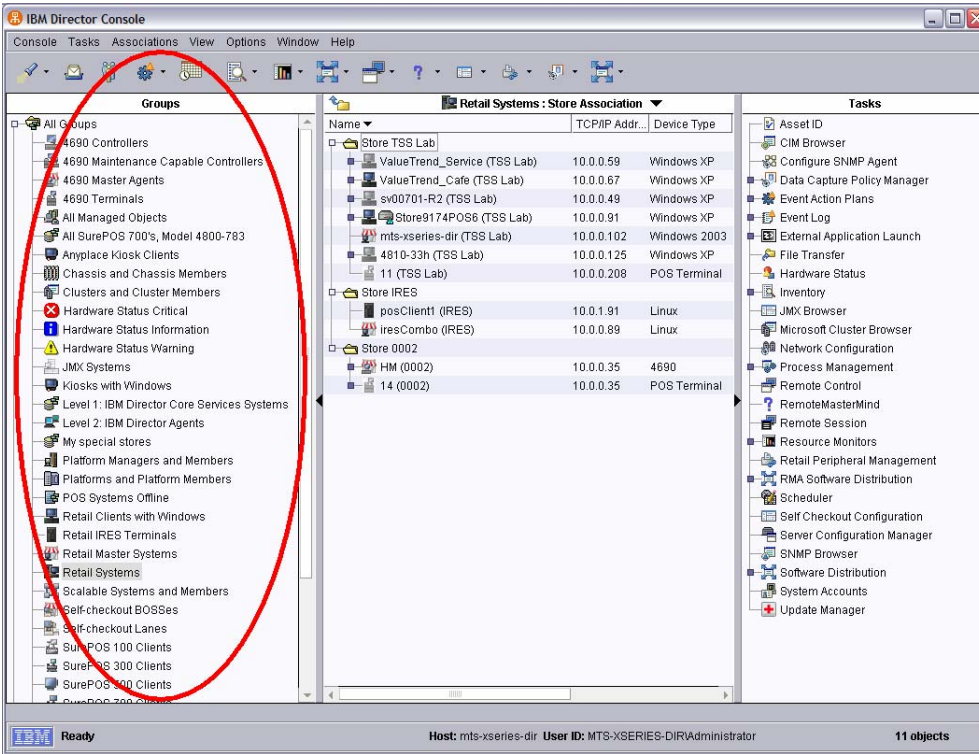 IBM Director Console
Console Tasks Associations View Options Window Help
Groups
All Groups
4690 Controllers
4690 Maintenance Capable Controllers
4690 Master Agents
4690 Terminals
All Managed Objects
All SurePOS 700's, Model 4800-783
Anyplace Kiosk Clients
Chassis and Chassis Members
Clusters and Cluster Members
Hardware Status Critical
Hardware Status Information
Hardware Status Warning
JMX Systems
Kiosks with Windows
Level 1: IBM Director Core Services Systems
Level 2: IBM Director Agents
My special stores
Platform Managers and Members
Platforms and Platform Members
POS Systems Offline
Retail Clients with Windows
Retail IRES Terminals
Retail Master Systems
Retail Systems
Scalable Systems and Members
Self-checkout BOSSes
Self-checkout Lanes
SurePOS 100 Clients
SurePOS 300 Clients
SurePOS 500 Clients
SurePOS 700 Clients
Retail Systems : Store Association
Name TCP/IP Addr... Device Type
Store TSS Lab
ValueTrend_Service (TSS Lab) 10.0.0.59 Windows XP
ValueTrend_Cafe (TSS Lab) 10.0.0.67 Windows XP
sv00701-R2 (TSS Lab) 10.0.0.49 Windows XP
Store9174POS6 (TSS Lab) 10.0.0.91 Windows XP
mts-xseries-dir (TSS Lab) 10.0.0.102 Windows 2003
4810-33h (TSS Lab) 10.0.0.125 Windows XP
11 (TSS Lab) 10.0.0.208 POS Terminal
Store IRES
posClient1 (IRES) 10.0.1.91 Linux
iresCombo (IRES) 10.0.0.89 Linux
Store 0002
HM (0002) 10.0.0.35 4690
14 (0002) 10.0.0.35 POS Terminal
Tasks
Asset ID
CIM Browser
Configure SNMP Agent
Data Capture Policy Manager
Event Action Plans
Event Log
External Application Launch
File Transfer
Hardware Status
Inventory
JMX Browser
Microsoft Cluster Browser
Network Configuration
Process Management
Remote Control
RemoteMasterMind
Remote Session
Resource Monitors
Retail Peripheral Management
RMA Software Distribution
Scheduler
Self Checkout Configuration
Server Configuration Manager
SNMP Browser
Software Distribution
System Accounts
Update Manager
IBM Ready Host: mts-xseries-dir User ID: MTS-XSERIES-DIR\Administrator 11 objects